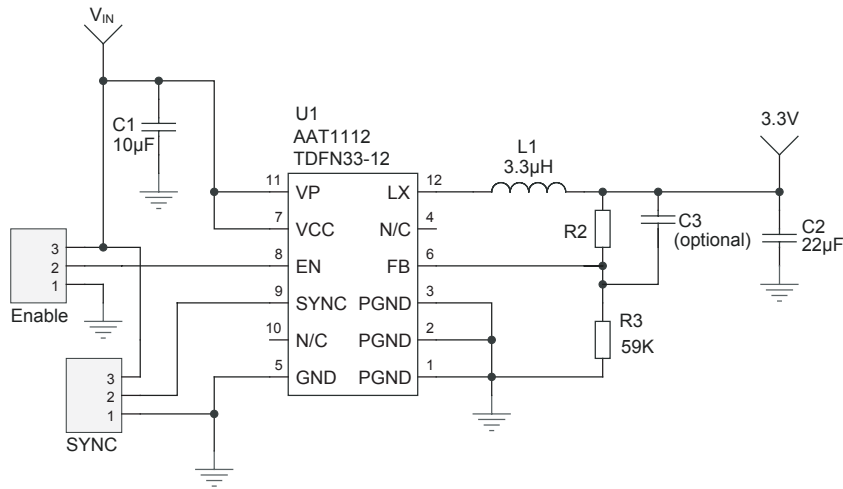 VIN
C1
10µF
U1
AAT1112
TDFN33-12
L1
3.3µH
3.3V
11 VP LX 12
7 VCC N/C 4
8 EN FB 6
9 SYNC PGND 3
10 N/C PGND 2
5 GND PGND 1
R2
C3
(optional)
C2
22µF
R3
59K
3
2
1
Enable
3
2
1
SYNC